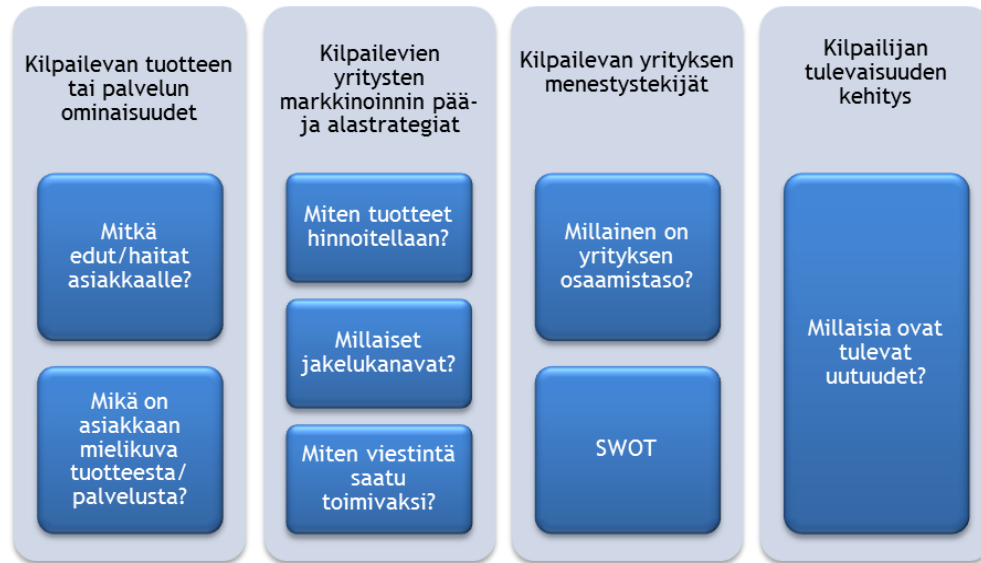 Kilpailevan tuotteen
tai palvelun
ominaisuudet
Mitkä
edut/haitat
asiakkaalle?
Mikä on
asiakkaan
mielikuva
tuotteesta/
palvelusta?
Kilpailevien
yritysten
markkinoinnin pää-
ja alastrategiat
Miten tuotteet
hinnoitellaan?
Millaiset
jakelukanavat?
Miten viestintä
saatu
toimivaksi?
Kilpailevan yrityksen
menestystekijät
Millainen on
yrityksen
osaamistaso?
SWOT
Kilpailijan
tulevaisuuden
kehitys
Millaisia ovat
tulevat
uutuudet?